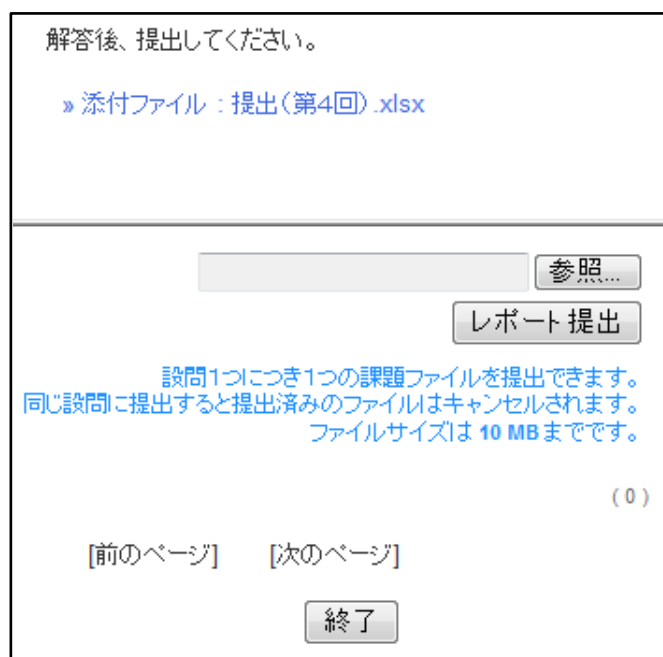 解答後、提出してください。
» 添付ファイル : 提出(第4回).xlsx
参照...
レポート提出
設問1つにつき1つの課題ファイルを提出できます。
同じ設問に提出すると提出済みのファイルはキャンセルされます。
ファイルサイズは 10 MB までです。
( 0 )
[前のページ] [次のページ]
終了